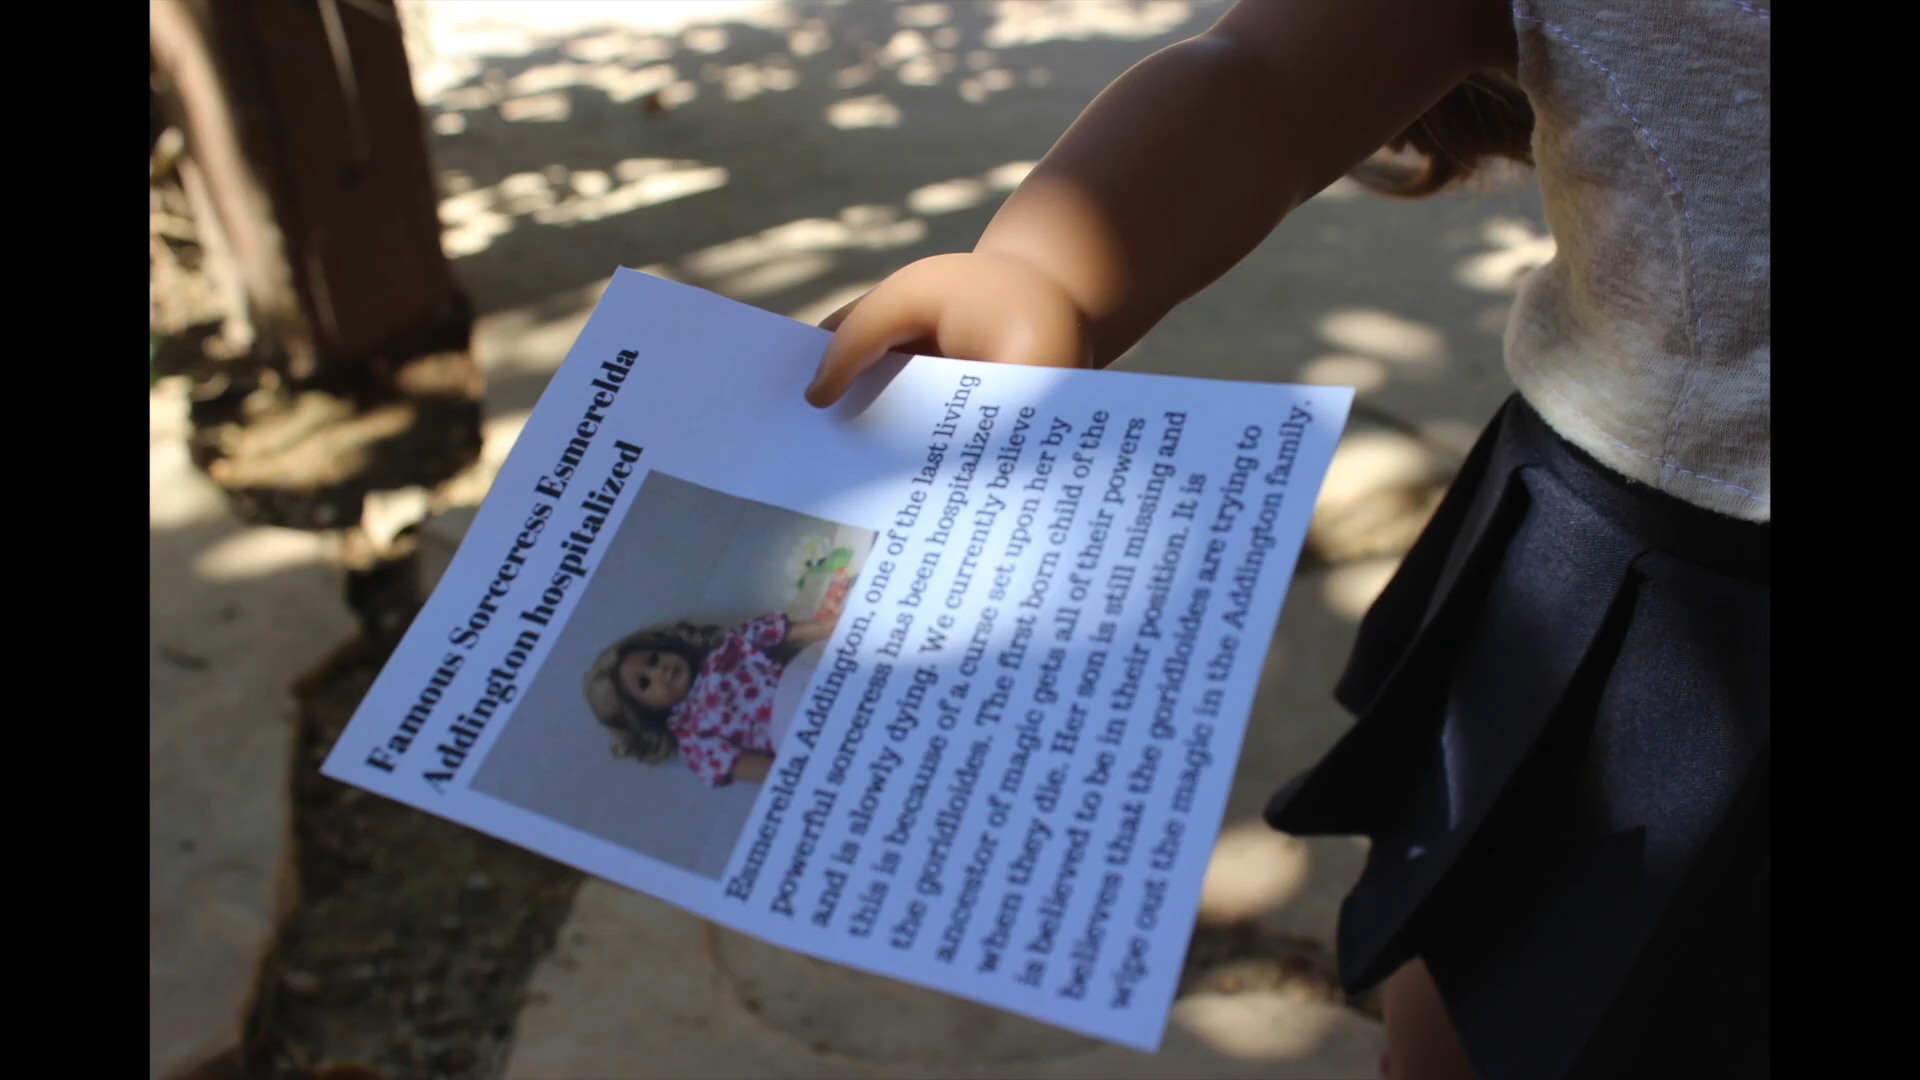 Famous Sorceress Esmerelda
Addington hospitalized
Esmerelda Addington, one of the last living
powerful sorceress has been hospitalized
and is slowly dying. We currently believe
this is because of a curse set upon her by
the goridloides. The first born child of the
ancestor of magic gets all of their powers
when they die. Her son is still missing and
is believed to be in their position. It is
believes that the goridloides are trying to
wipe out the magic in the Addington family.